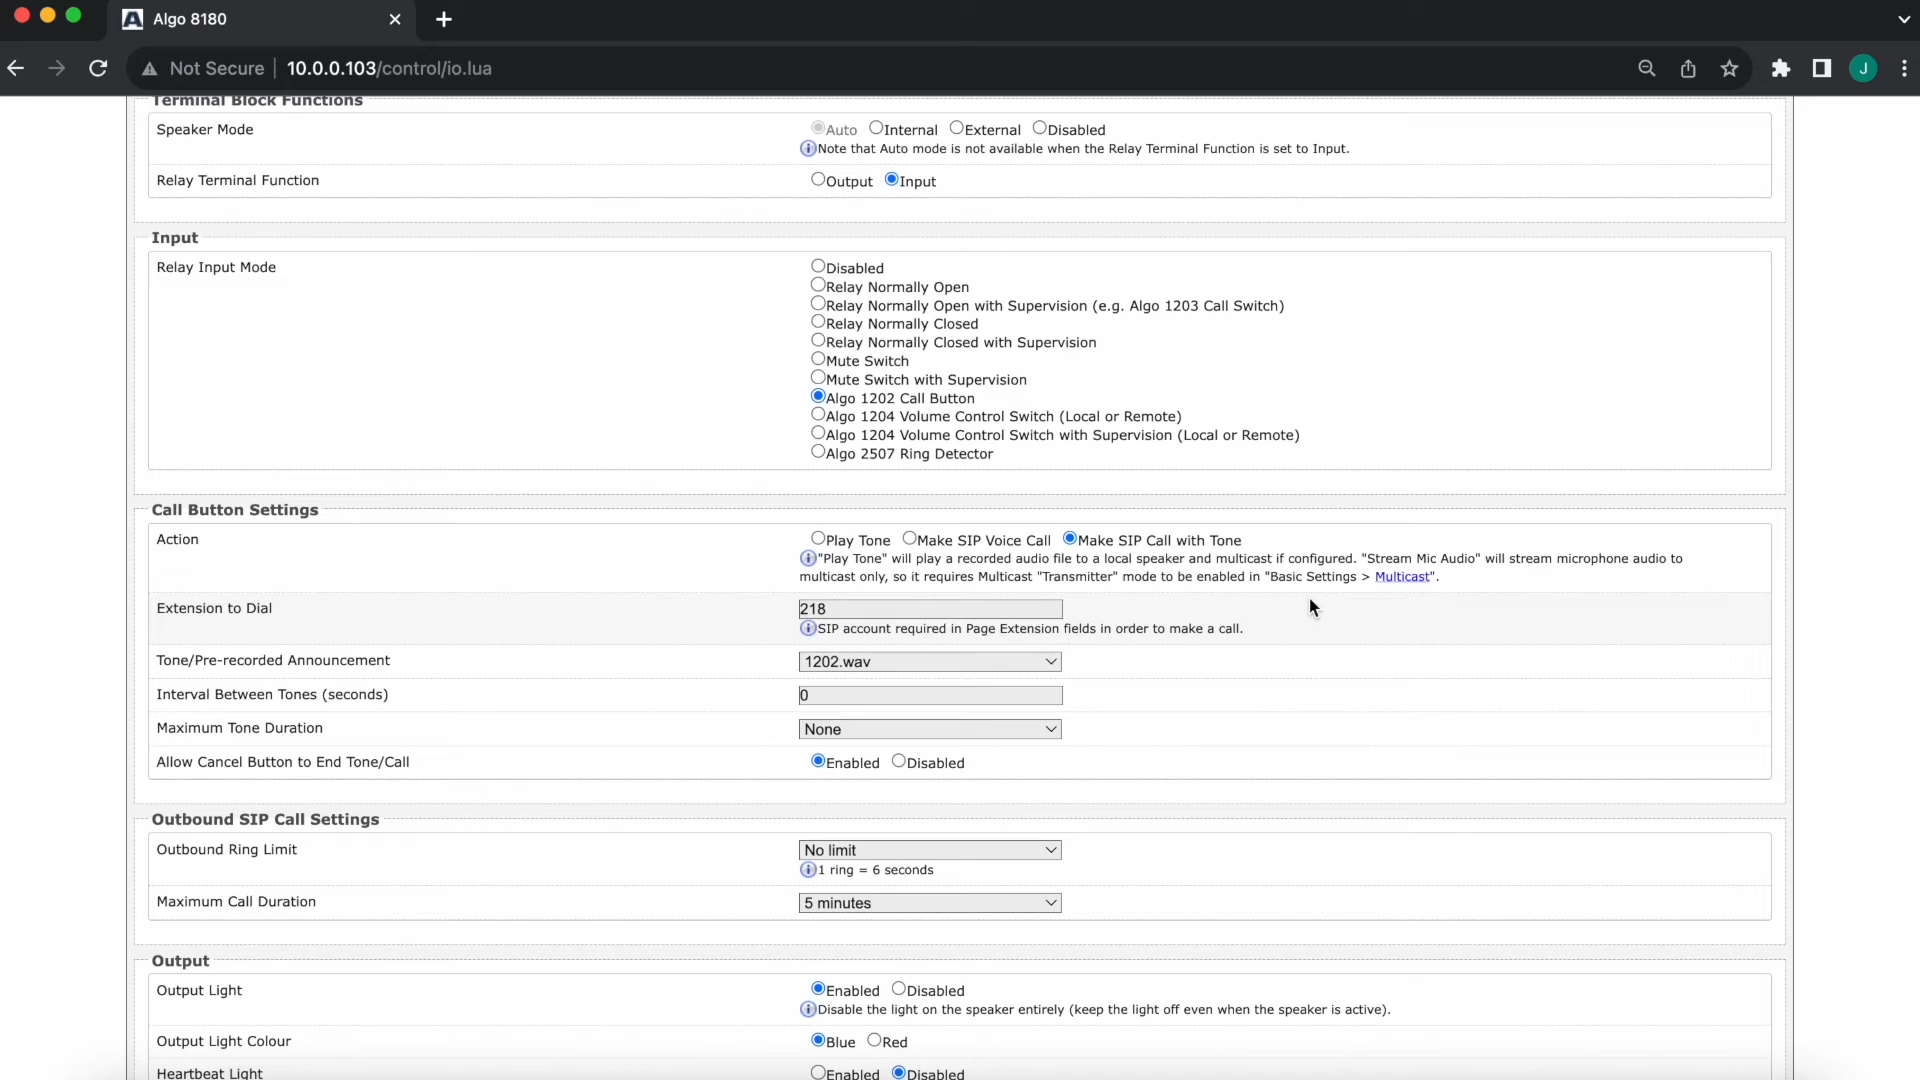 Algo 8180
Not Secure | 10.0.0.103/control/io.lua
J
Terminal Block Functions
Speaker Mode
Auto Internal External Disabled
Note that Auto mode is not available when the Relay Terminal Function is set to Input.
Relay Terminal Function
Output Input
Input
Relay Input Mode
Disabled
Relay Normally Open
Relay Normally Open with Supervision (e.g. Algo 1203 Call Switch)
Relay Normally Closed
Relay Normally Closed with Supervision
Mute Switch
Mute Switch with Supervision
Algo 1202 Call Button
Algo 1204 Volume Control Switch (Local or Remote)
Algo 1204 Volume Control Switch with Supervision (Local or Remote)
Algo 2507 Ring Detector
Call Button Settings
Action
Play Tone Make SIP Voice Call Make SIP Call with Tone
"Play Tone" will play a recorded audio file to a local speaker and multicast if configured. "Stream Mic Audio" will stream microphone audio to
multicast only, so it requires Multicast "Transmitter" mode to be enabled in "Basic Settings > Multicast".
Extension to Dial
218
SIP account required in Page Extension fields in order to make a call.
Tone/Pre-recorded Announcement
1202.wav
Interval Between Tones (seconds)
0
Maximum Tone Duration
None
Allow Cancel Button to End Tone/Call
Enabled Disabled
Outbound SIP Call Settings
Outbound Ring Limit
No limit
1 ring = 6 seconds
Maximum Call Duration
5 minutes
Output
Output Light
Enabled Disabled
Disable the light on the speaker entirely (keep the light off even when the speaker is active).
Output Light Colour
Blue Red
Heartbeat Light
Enabled Disabled